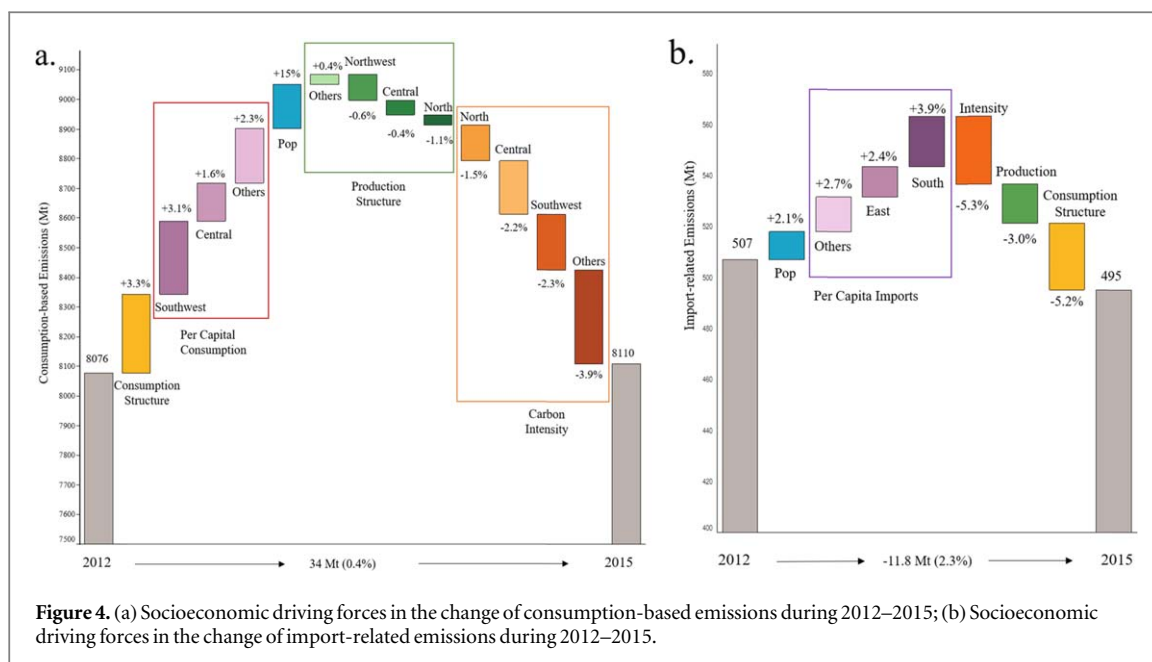 a.
Consumption-based Emissions (Mt)
9100
9000
8900
8800
8700
8600
8500
8400
8300
8200
8100
8000
7900
7800
7700
7600
7500
8076
+3.3%
Consumption
Structure
+3.1%
Southwest
+1.6%
Central
+2.3%
Others
Per Capital
Consumption
+15%
Pop
+0.4%
Others
Northwest
-0.6%
Central
-0.4%
North
-1.1%
Production
Structure
North
-1.5%
Central
-2.2%
Southwest
-2.3%
Others
-3.9%
Carbon
Intensity
8110
2012
34 Mt (0.4%)
2015
b.
Import-related Emissions (Mt)
580
560
540
520
500
480
460
440
420
400
507
+2.1%
Pop
+2.7%
Others
+2.4%
East
+3.9%
South
Per Capita Imports
Intensity
-5.3%
Production
-3.0%
Consumption
Structure
-5.2%
495
2012
-11.8 Mt (2.3%)
2015
Figure 4. (a) Socioeconomic driving forces in the change of consumption-based emissions during 2012–2015; (b) Socioeconomic
driving forces in the change of import-related emissions during 2012–2015.